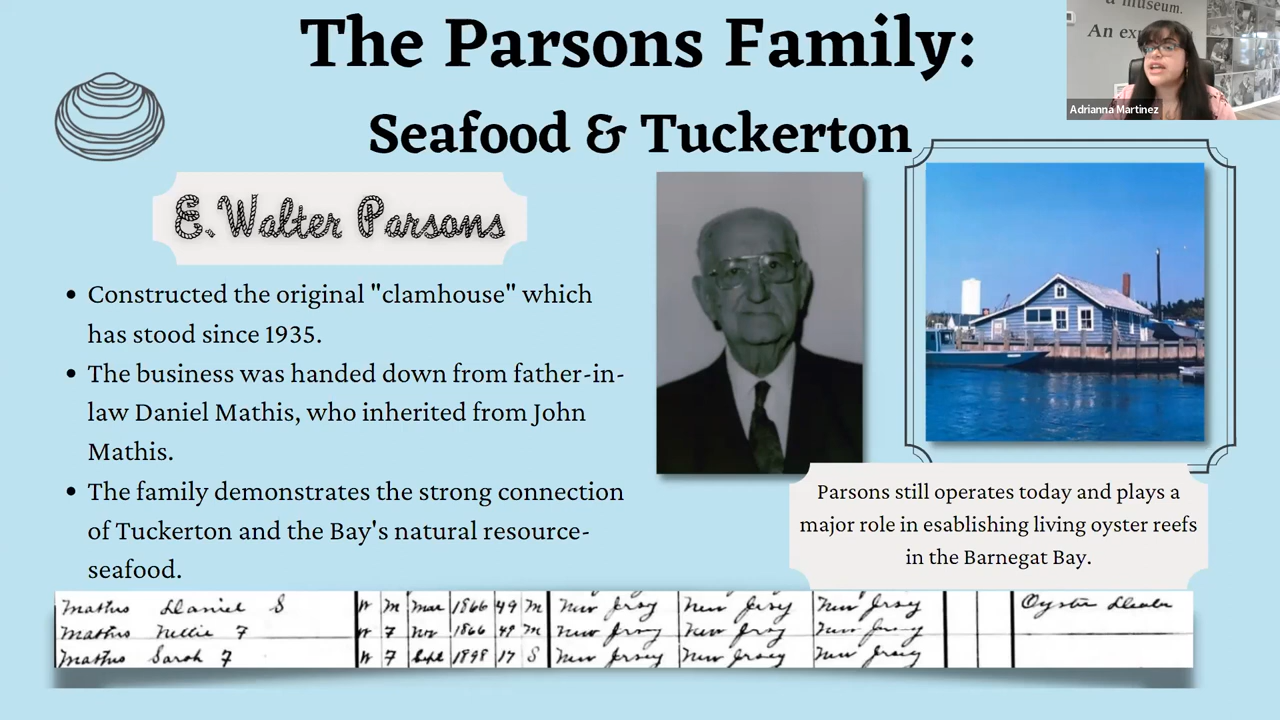 The Parsons Family:
Seafood & Tuckerton
a museum.
An
Adrianna Martinez
E. Walter Parsons
• Constructed the original "clamhouse" which
has stood since 1935.
• The business was handed down from father-in-
law Daniel Mathis, who inherited from John
Mathis.
• The family demonstrates the strong connection
of Tuckerton and the Bay's natural resource-
seafood.
Parsons still operates today and plays a
major role in esablishing living oyster reefs
in the Barnegat Bay.
Mathis Daniel S W M Mar 1866 49 M New Jersey New Jersey New Jersey Oyster Dealer
Mathis Nellie F W F Nov 1866 49 M New Jersey New Jersey New Jersey
Mathis Sarah F W F Sept 1898 17 S New Jersey New Jersey New Jersey